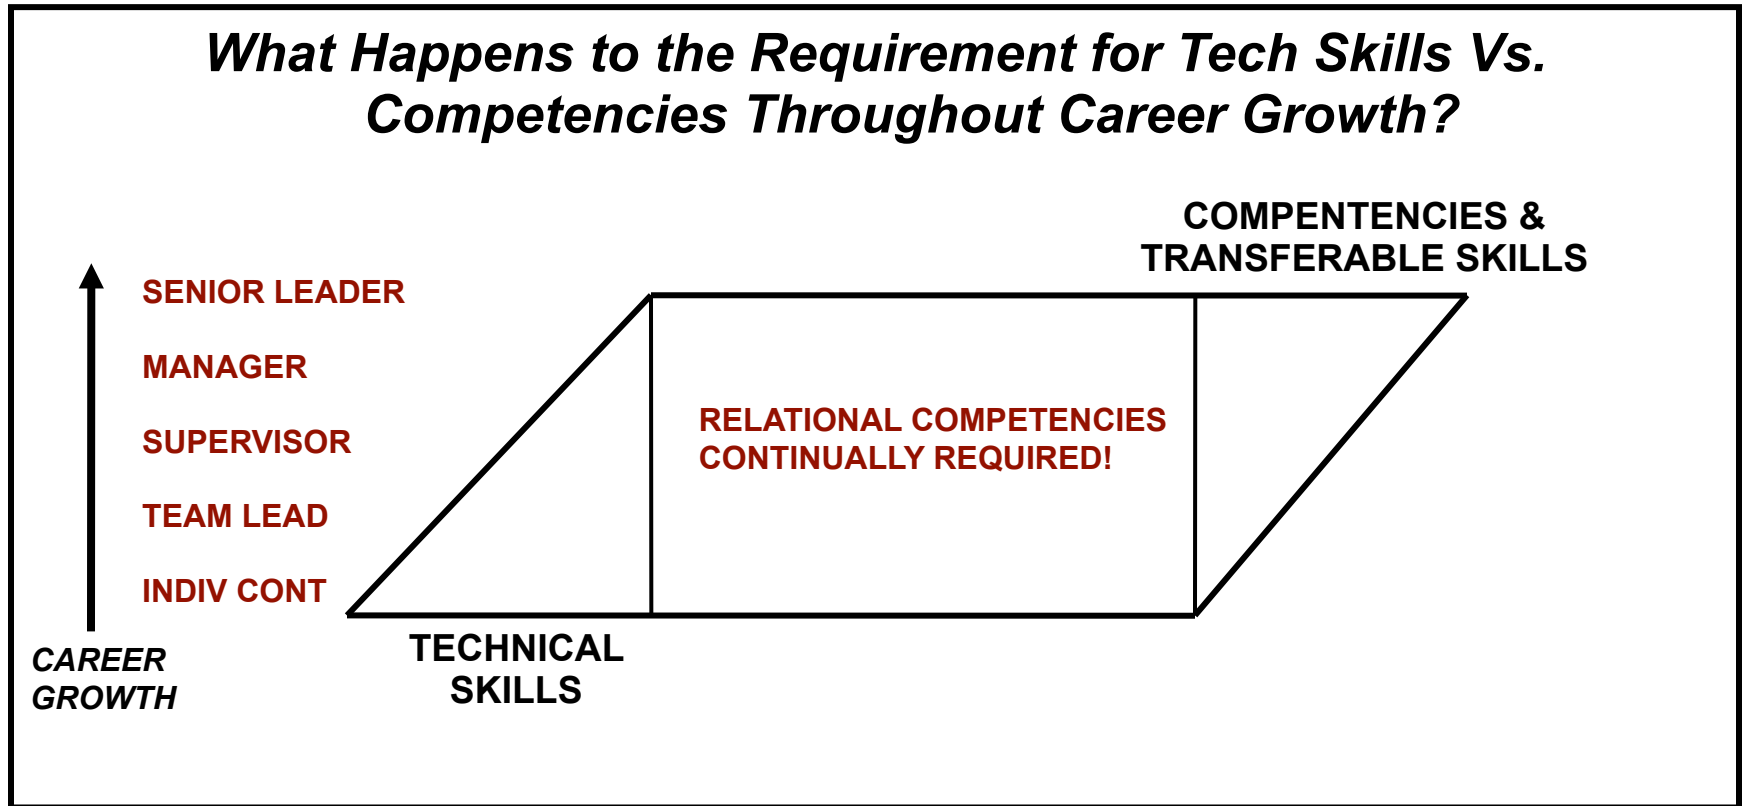 What Happens to the Requirement for Tech Skills Vs.
Competencies Throughout Career Growth?
COMPENTENCIES &
TRANSFERABLE SKILLS
SENIOR LEADER
MANAGER
SUPERVISOR
TEAM LEAD
INDIV CONT
RELATIONAL COMPETENCIES
CONTINUALLY REQUIRED!
CAREER
GROWTH
TECHNICAL
SKILLS